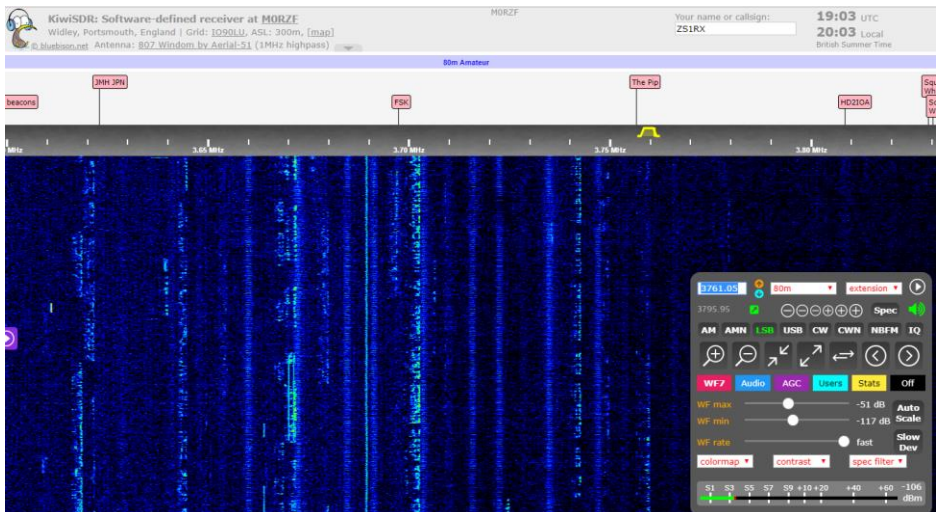 M0RZF
KiwiSDR: Software-defined receiver at M0RZF
Widley, Portsmouth, England | Grid: IO90LU, ASL: 300m, [map]
© bluebison.net Antenna: 807 Windom by Aerial-51 (1MHz highpass)
Your name or callsign:
ZS1RX
19:03 UTC
20:03 Local
British Summer Time
80m Amateur
beacons
JMH JPN
FSK
The Pip
HD2IOA
MHz
3.65 MHz
3.70 MHz
3.75 MHz
3.80 MHz
3761.05
80m
extension
3795.95
Spec
AM AMN LSB USB CW CWN NBFM IQ
WF7 Audio AGC Users Stats Off
WF max -51 dB
WF min -117 dB
Auto Scale
WF rate fast
Slow Dev
colormap contrast spec filter
S1 S3 S5 S7 S9 +10 +20 +40 +60 -106 dBm